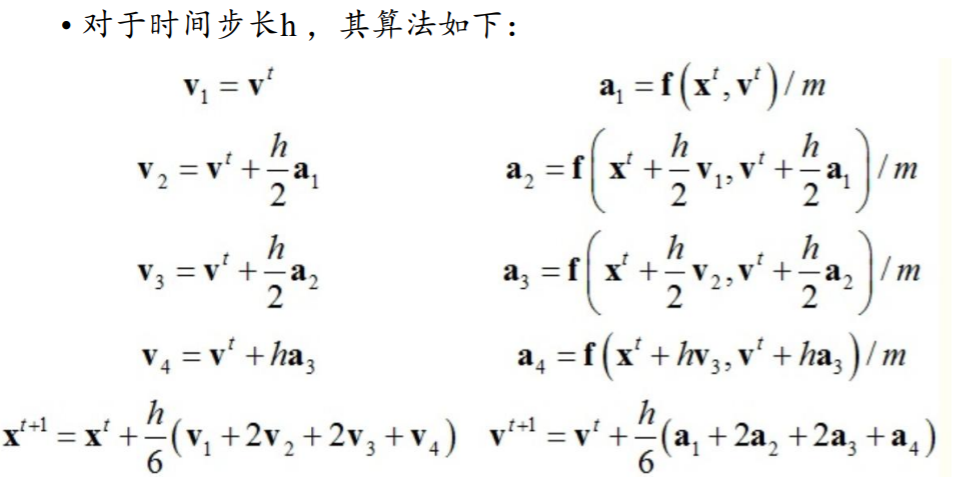 • 对于时间步长h，其算法如下：
v₁ = vᵗ    a₁ = f(xᵗ, vᵗ)/m
v₂ = vᵗ + h/2 a₁    a₂ = f(xᵗ + h/2 v₁, vᵗ + h/2 a₁)/m
v₃ = vᵗ + h/2 a₂    a₃ = f(xᵗ + h/2 v₂, vᵗ + h/2 a₂)/m
v₄ = vᵗ + ha₃    a₄ = f(xᵗ + hv₃, vᵗ + ha₃)/m
xᵗ⁺¹ = xᵗ + h/6 (v₁ + 2v₂ + 2v₃ + v₄)    vᵗ⁺¹ = vᵗ + h/6 (a₁ + 2a₂ + 2a₃ + a₄)